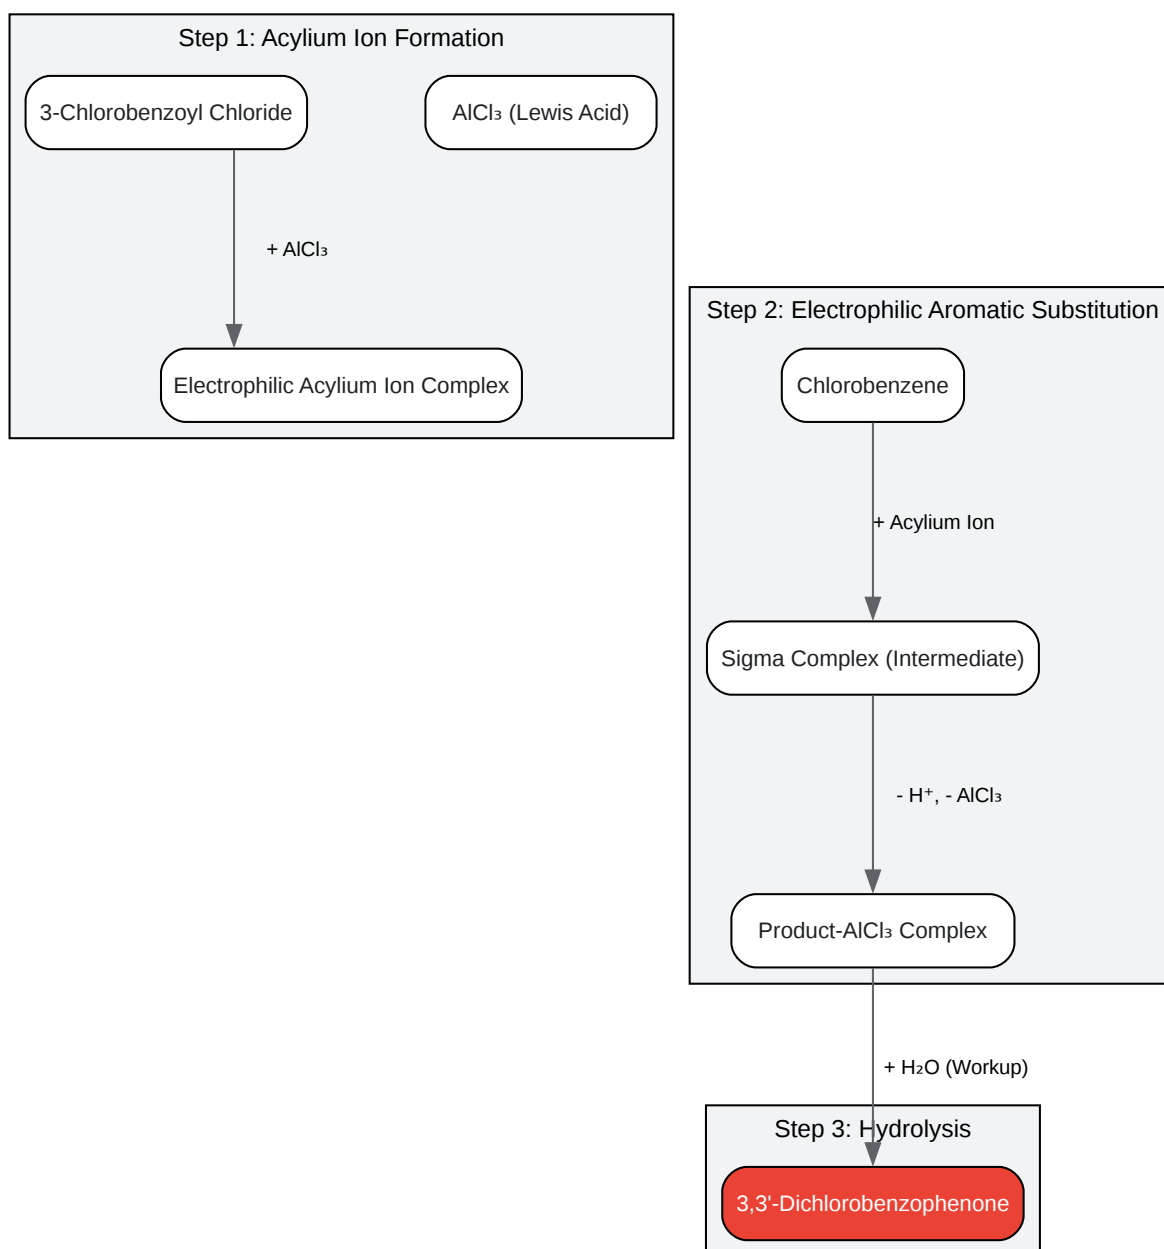 Step 1: Acylium Ion Formation
3-Chlorobenzoyl Chloride
AlCl₃ (Lewis Acid)
+ AlCl₃
Electrophilic Acylium Ion Complex
Step 2: Electrophilic Aromatic Substitution
Chlorobenzene
+ Acylium Ion
Sigma Complex (Intermediate)
- H⁺, - AlCl₃
Product-AlCl₃ Complex
+ H₂O (Workup)
Step 3: Hydrolysis
3,3'-Dichlorobenzophenone